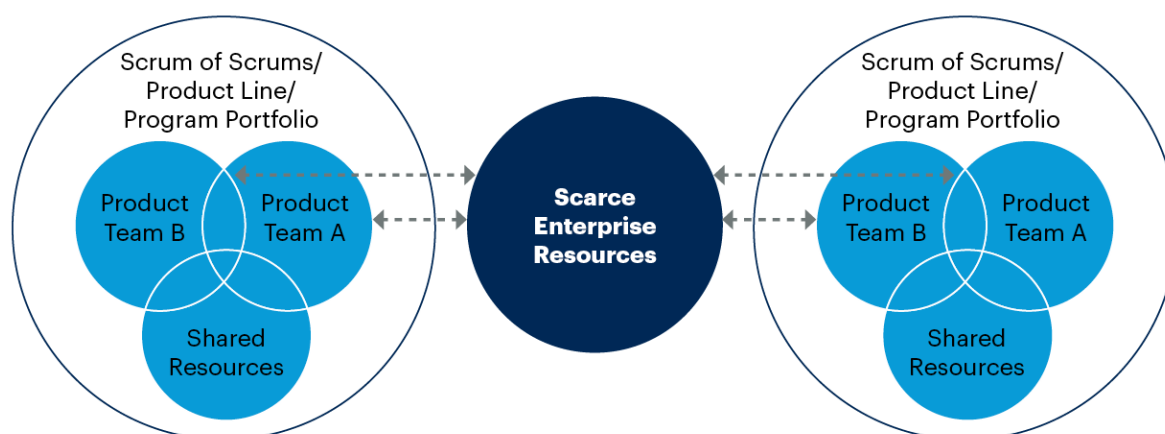 Scrum of Scrums/
Product Line/
Program Portfolio
Product
Team B
Product
Team A
Shared
Resources
Scarce
Enterprise
Resources
Scrum of Scrums/
Product Line/
Program Portfolio
Product
Team B
Product
Team A
Shared
Resources